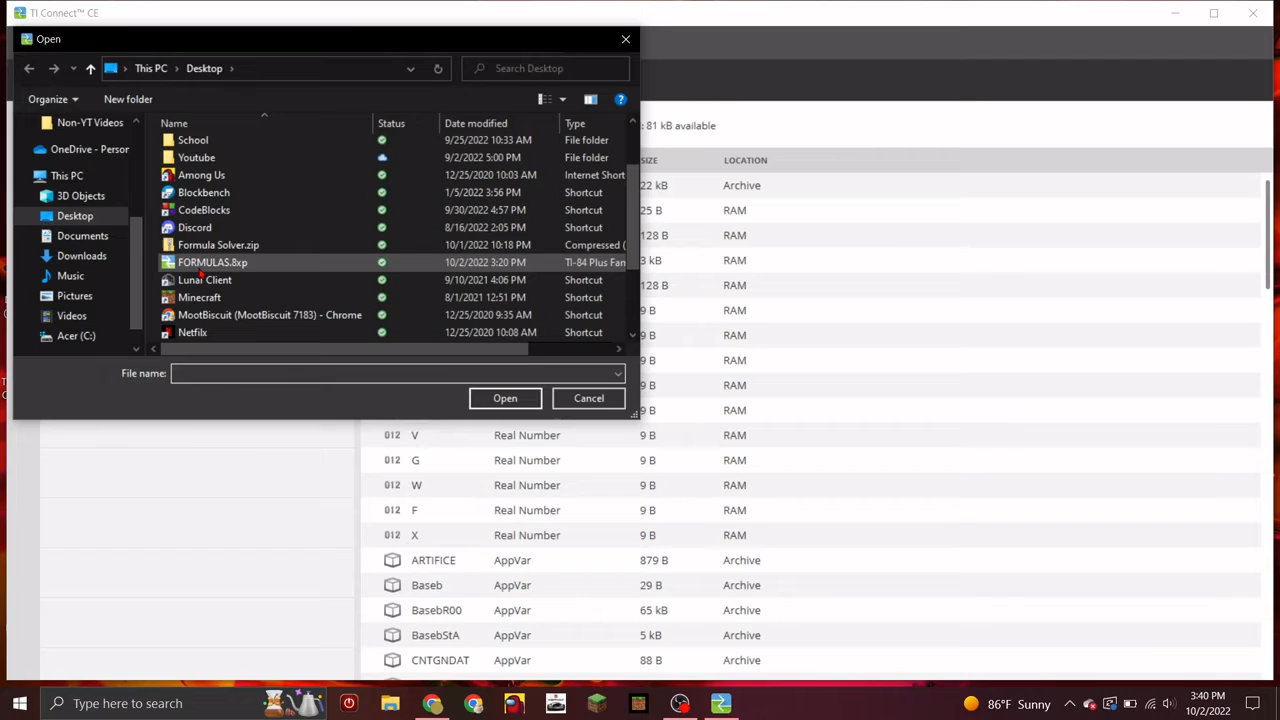 TI Connect™ CE
Open
This PC > Desktop >
Search Desktop
Organize
New folder
Non-YT Videos
OneDrive - Person
This PC
3D Objects
Desktop
Documents
Downloads
Music
Pictures
Videos
Acer (C:)
Name Status Date modified Type
School 9/25/2022 10:33 AM File folder
Youtube 9/2/2022 5:00 PM File folder
Among Us 12/25/2020 10:03 AM Internet Short
Blockbench 1/5/2022 3:56 PM Shortcut
CodeBlocks 9/30/2022 4:57 PM Shortcut
Discord 8/16/2022 2:05 PM Shortcut
Formula Solver.zip 10/1/2022 10:18 PM Compressed (
FORMULAS.8xp 10/2/2022 3:20 PM TI-84 Plus Fam
Lunar Client 9/10/2021 4:06 PM Shortcut
Minecraft 8/1/2021 12:51 PM Shortcut
MootBiscuit (MootBiscuit 7183) - Chrome 12/25/2020 9:35 AM Shortcut
Netfilx 12/25/2020 10:08 AM Shortcut
File name:
Open Cancel
: 81 kB available
SIZE LOCATION
22 kB Archive
25 B RAM
128 B RAM
3 kB RAM
128 B RAM
9 B RAM
9 B RAM
9 B RAM
9 B RAM
012 V Real Number 9 B RAM
012 G Real Number 9 B RAM
012 W Real Number 9 B RAM
012 F Real Number 9 B RAM
012 X Real Number 9 B RAM
ARTIFICE AppVar 879 B Archive
Baseb AppVar 29 B Archive
BasebR00 AppVar 65 kB Archive
BasebStA AppVar 5 kB Archive
CNTGNDAT AppVar 88 B Archive
Type here to search
86°F Sunny
3:40 PM
10/2/2022